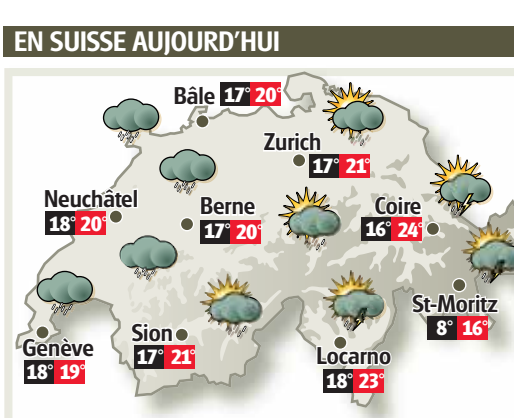 EN SUISSE AUJOURD'HUI
Bâle 17° 20°
Zurich
17° 21°
Neuchâtel
18° 20°
Berne
17° 20°
Coire
16° 24°
St-Moritz
8° 16°
Sion
17° 21°
Genève
18° 19°
Locarno
18° 23°